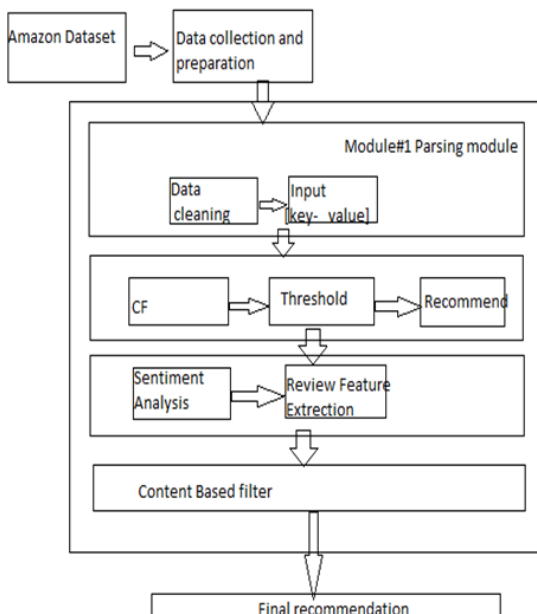 Amazon Dataset
Data collection and
preparation
Module#1 Parsing module
Data
cleaning
Input
[key- value]
CF
Threshold
Recommend
Sentiment
Analysis
Review Feature
Extrection
Content Based filter
Final recommendation